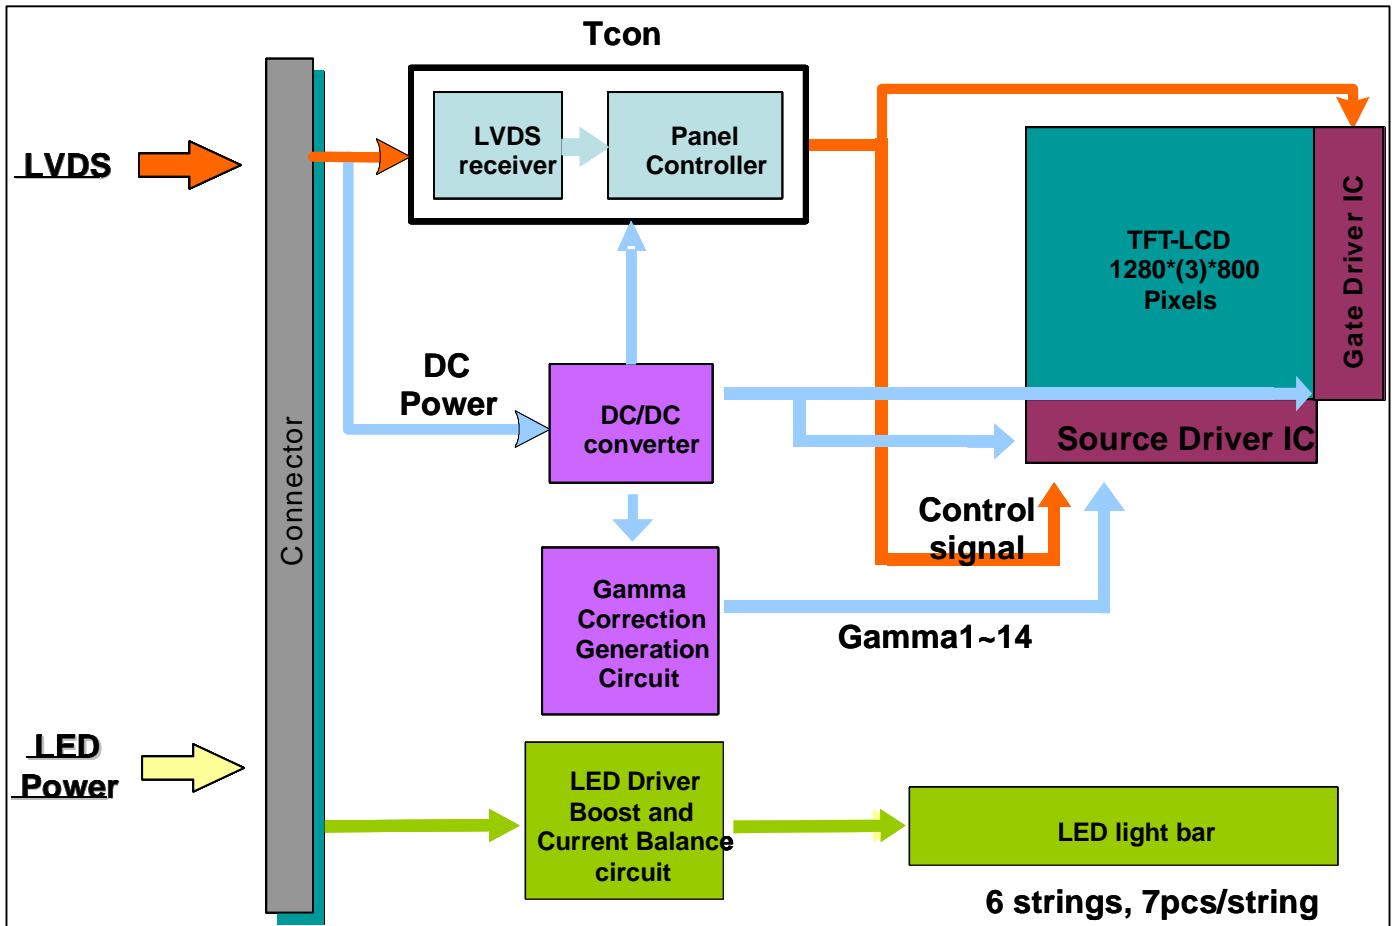 Tcon
LVDS
LVDS
receiver
Panel
Controller
TFT-LCD
1280*(3)*800
Pixels
Gate Driver IC
DC
Power
DC/DC
converter
Source Driver IC
Connector
Control
signal
Gamma
Correction
Generation
Circuit
Gamma1~14
LED
Power
LED Driver
Boost and
Current Balance
circuit
LED light bar
6 strings, 7pcs/string